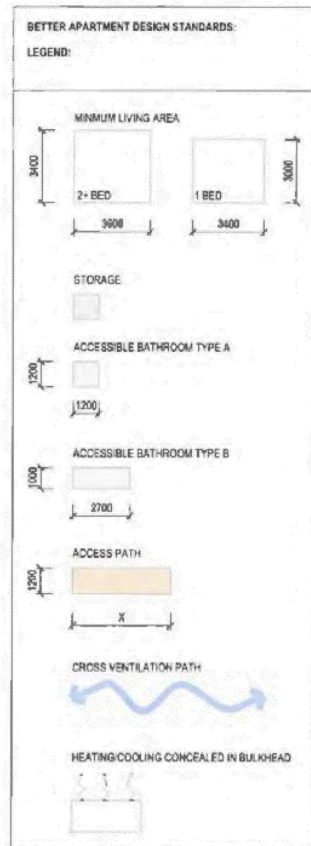 BETTER APARTMENT DESIGN STANDARDS:
LEGEND:
MINMUM LIVING AREA
3400
2+ BED
3600
1 BED
3000
3400
STORAGE
ACCESSIBLE BATHROOM TYPE A
1200
1200
ACCESSIBLE BATHROOM TYPE B
1000
2700
ACCESS PATH
1200
X
CROSS VENTILATION PATH
HEATING/COOLING CONCEALED IN BULKHEAD